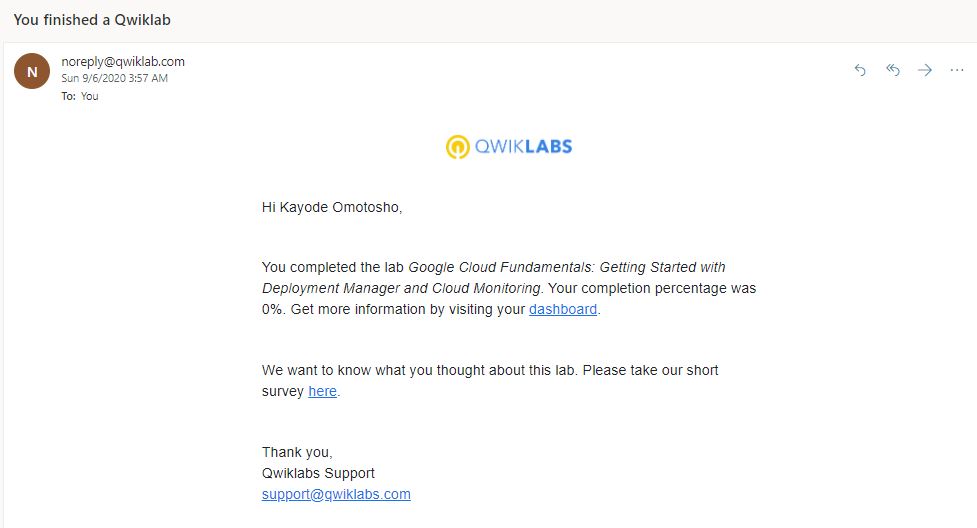 You finished a Qwiklab
N
noreply@qwiklab.com
Sun 9/6/2020 3:57 AM
To: You
QWIKLABS
Hi Kayode Omotosho,
You completed the lab Google Cloud Fundamentals: Getting Started with
Deployment Manager and Cloud Monitoring. Your completion percentage was
0%. Get more information by visiting your dashboard.
We want to know what you thought about this lab. Please take our short
survey here.
Thank you,
Qwiklabs Support
support@qwiklabs.com